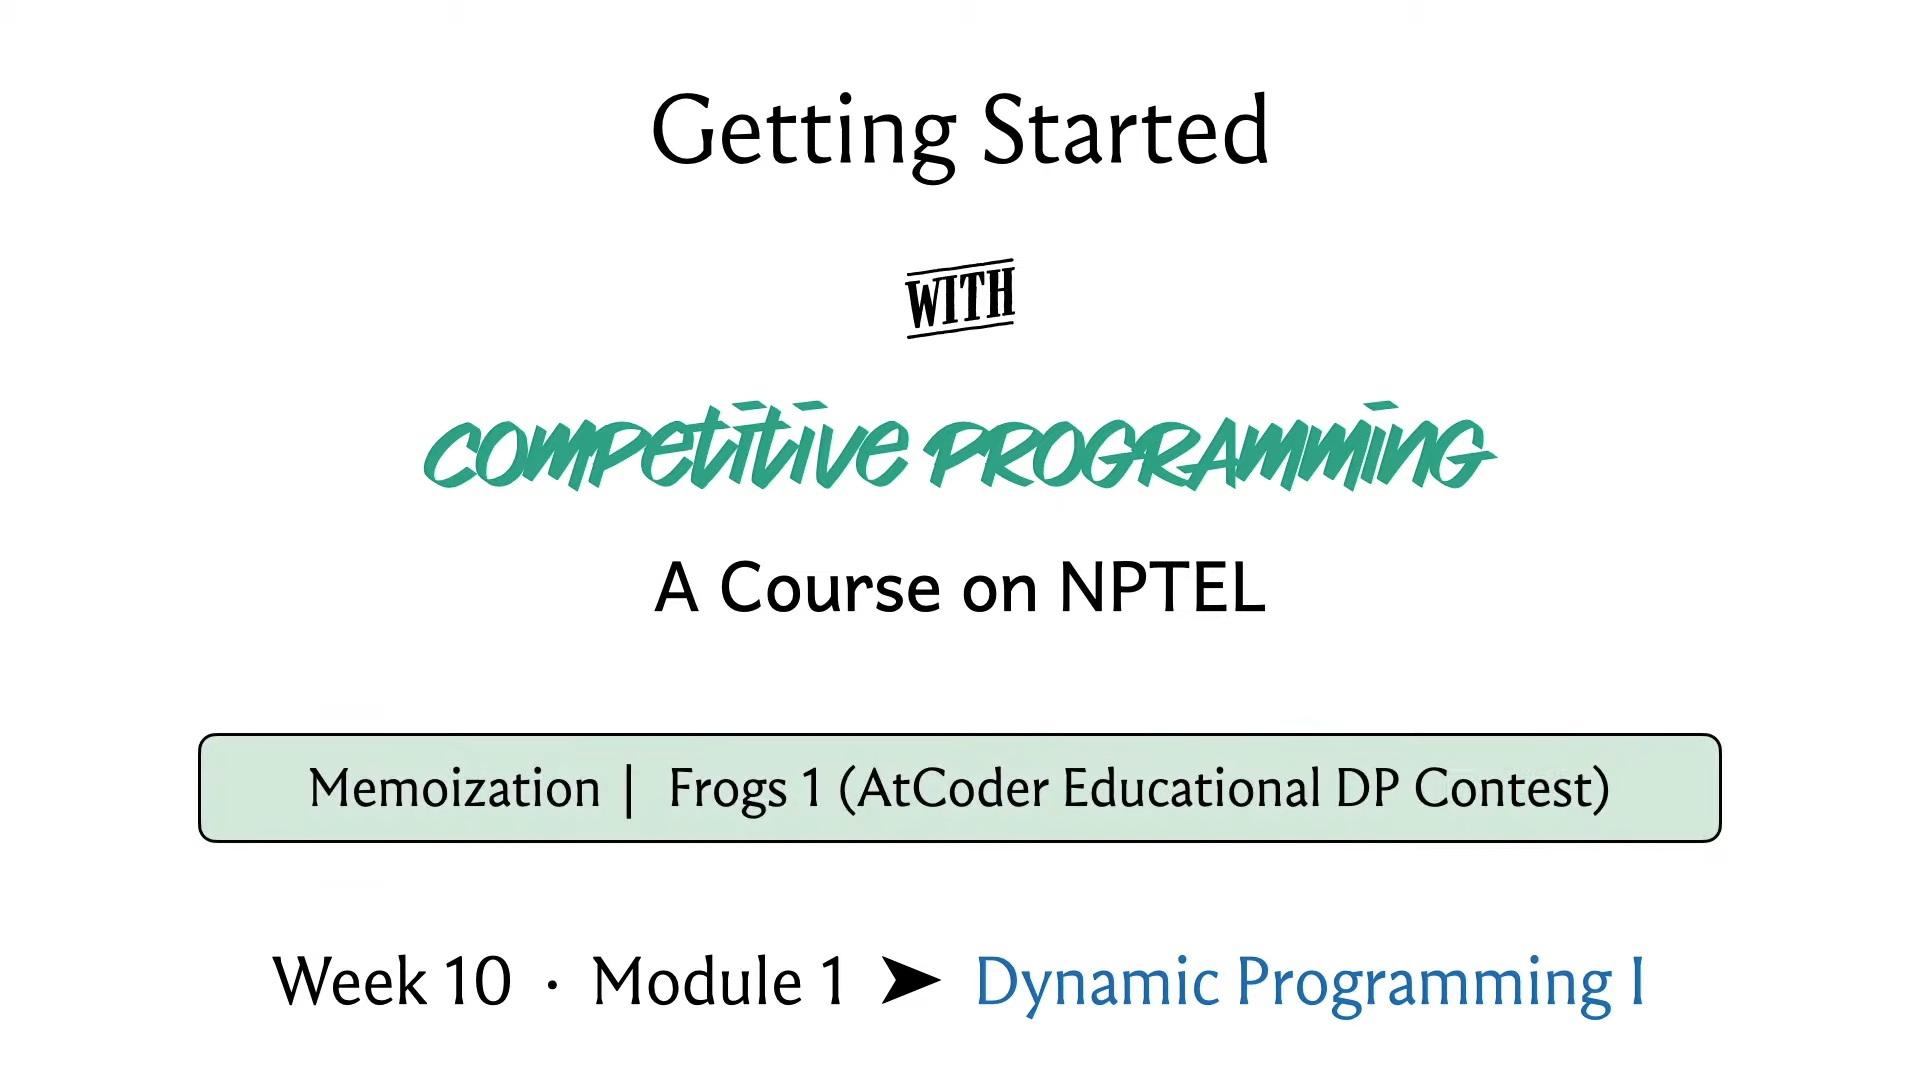 Getting Started
WITH
COMPETITIVE PROGRAMMING
A Course on NPTEL
Memoization | Frogs 1 (AtCoder Educational DP Contest)
Week 10 · Module 1 ➤ Dynamic Programming I